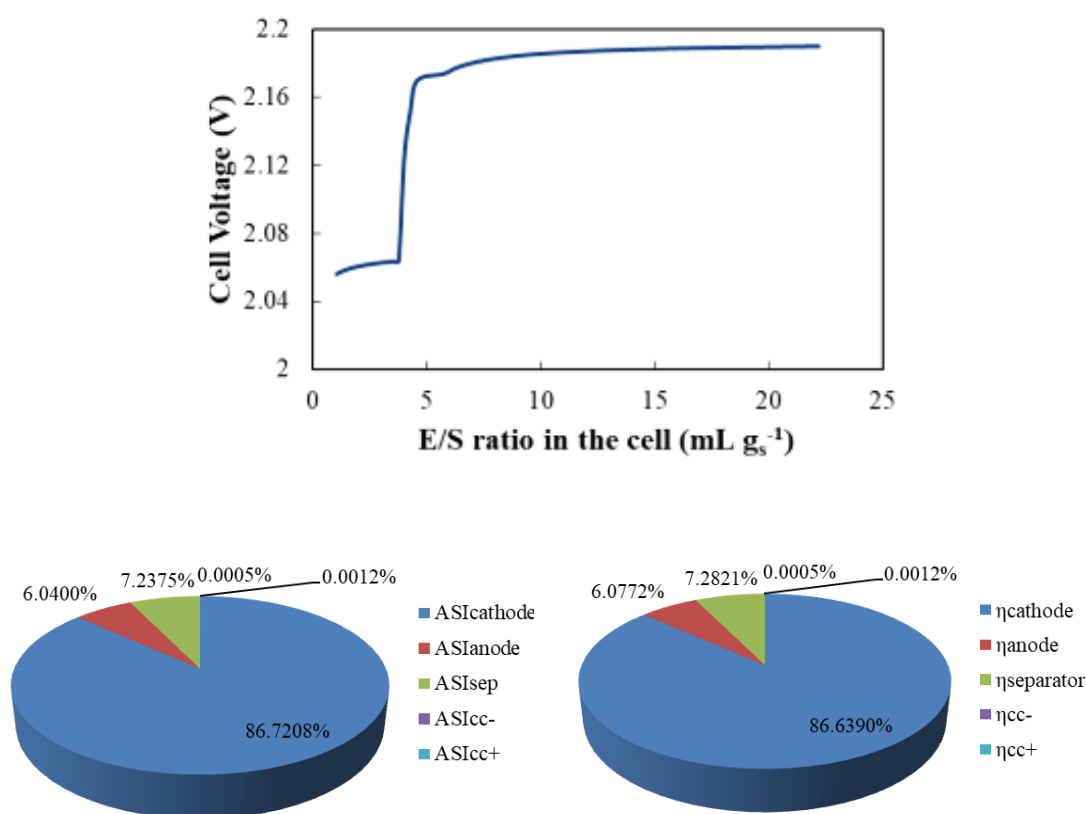 2.2
2.16
2.12
2.08
2.04
2
Cell Voltage (V)
0 5 10 15 20 25
E/S ratio in the cell (mL gs-1)
6.0400%
7.2375%
0.0005%
0.0012%
86.7208%
ASIcathode
ASIanode
ASIsep
ASIcc-
ASIcc+
6.0772%
7.2821%
0.0005%
0.0012%
86.6390%
ηcathode
ηanode
ηseparator
ηcc-
ηcc+